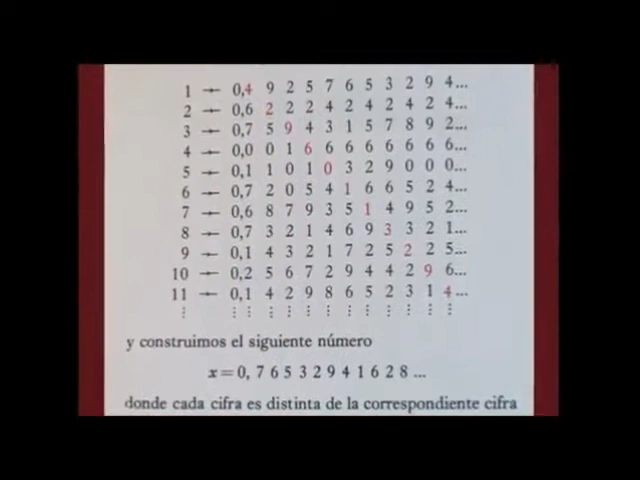 1 → 0,4 9 2 5 7 6 5 3 2 9 4...
2 → 0,6 2 2 2 4 2 4 2 4 2 4...
3 → 0,7 5 9 4 3 1 5 7 8 9 2...
4 → 0,0 0 1 6 6 6 6 6 6 6 6...
5 → 0,1 1 0 1 0 3 2 9 0 0 0...
6 → 0,7 2 0 5 4 1 6 6 5 2 4...
7 → 0,6 8 7 9 3 5 1 4 9 5 2...
8 → 0,7 3 2 1 4 6 9 3 3 2 1...
9 → 0,1 4 3 2 1 7 2 5 2 2 5...
10 → 0,2 5 6 7 2 9 4 4 2 9 6...
11 → 0,1 4 2 9 8 6 5 2 3 1 4...
⋮ ⋮ ⋮ ⋮ ⋮ ⋮ ⋮ ⋮ ⋮ ⋮ ⋮ ⋮ ⋮
y construimos el siguiente número
x=0, 7 6 5 3 2 9 4 1 6 2 8 ...
donde cada cifra es distinta de la correspondiente cifra